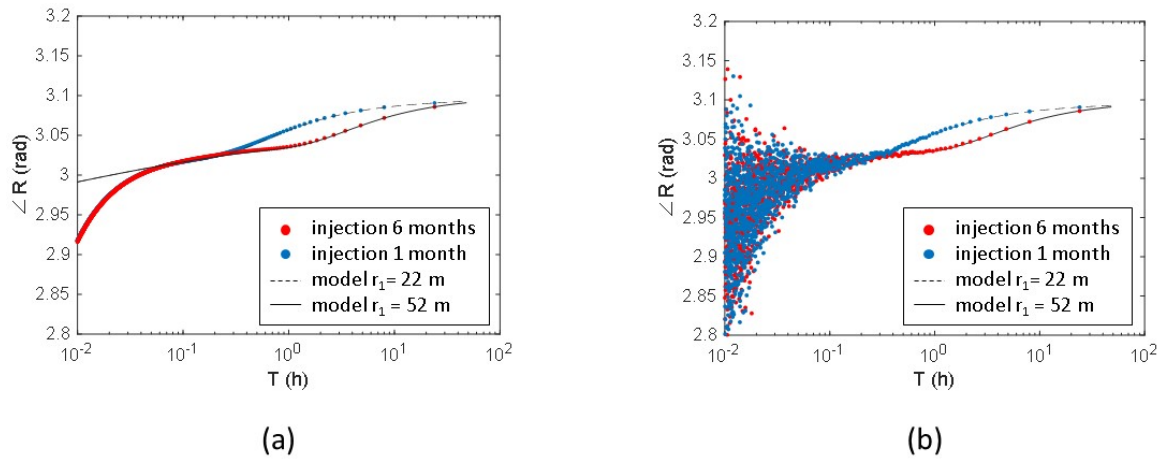 3.2
3.15
3.1
3.05
3
2.95
2.9
2.85
2.8
∠R (rad)
10⁻² 10⁻¹ 10⁰ 10¹ 10²
T (h)
injection 6 months
injection 1 month
model r₁= 22 m
model r₁ = 52 m
(a)
3.2
3.15
3.1
3.05
3
2.95
2.9
2.85
2.8
∠R (rad)
10⁻² 10⁻¹ 10⁰ 10¹ 10²
T (h)
injection 6 months
injection 1 month
model r₁= 22 m
model r₁ = 52 m
(b)